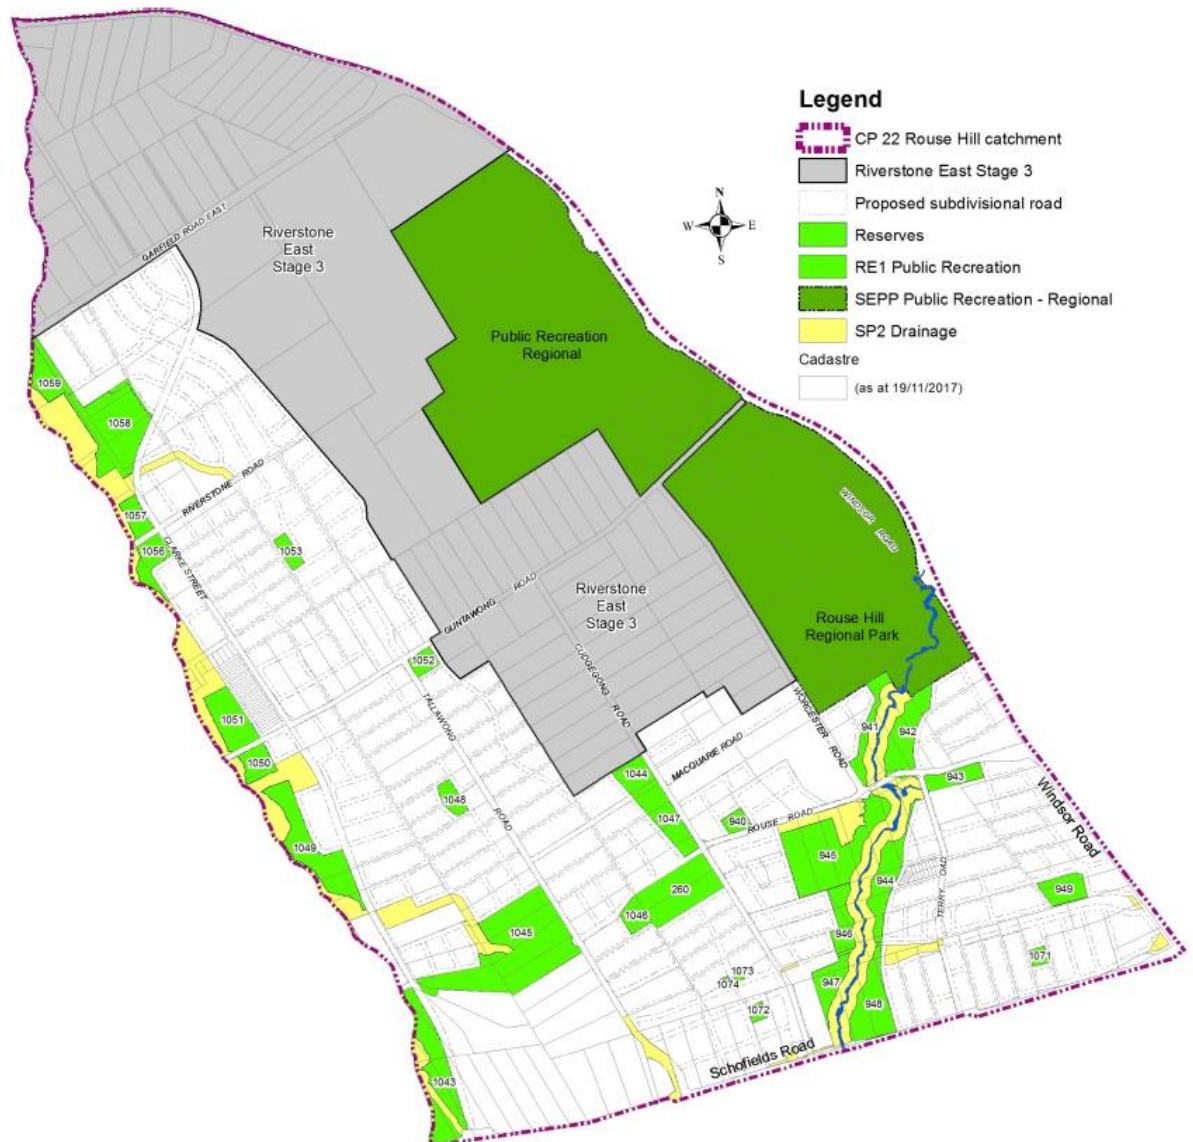 Legend
CP 22 Rouse Hill catchment
Riverstone East Stage 3
Proposed subdivisional road
Reserves
RE1 Public Recreation
SEPP Public Recreation - Regional
SP2 Drainage
Cadastre
(as at 19/11/2017)
N
W
E
S
GARFIELD ROAD EAST
Riverstone
East
Stage 3
Public Recreation
Regional
1059
1058
RIVERSTONE ROAD
WINDSOR ROAD
1057
1056
1053
CLARKE STREET
GUNTAWONG ROAD
Riverstone
East
Stage 3
Rouse Hill
Regional Park
1052
CUDGEGONG ROAD
TALLAWONG ROAD
WORCESTER ROAD
1051
941
942
1050
MACQUARIE ROAD
1044
943
1048
1047
940
ROUSE ROAD
Windsor Road
1049
945
944
TERRY OAD
260
949
1046
1045
946
1071
1073
1074
947
948
1072
Schofields Road
1043